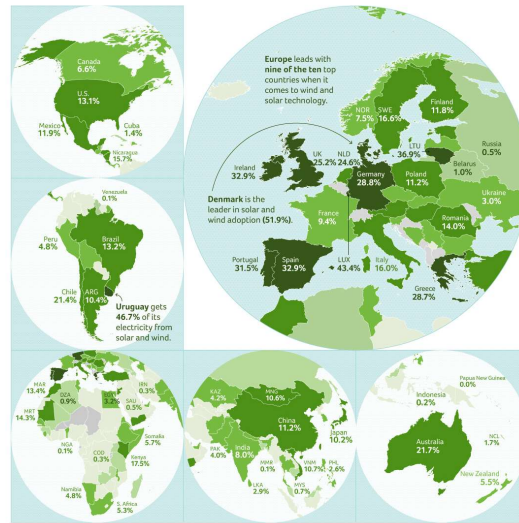 Canada
6.6%
U.S.
13.1%
Mexico
11.9%
Cuba
1.4%
Nicaragua
15.7%
Europe leads with
nine of the ten top
countries when it
comes to wind and
solar technology.
NOR
7.5%
SWE
16.6%
Finland
11.8%
Russia
0.5%
LTU
36.9%
Belarus
1.0%
UK
25.2%
NLD
24.6%
Ireland
32.9%
Germany
28.8%
Poland
11.2%
Ukraine
3.0%
Denmark is the
leader in solar and
wind adoption (51.9%).
France
9.4%
Romania
14.0%
Portugal
31.5%
Spain
32.9%
LUX
43.4%
Italy
16.0%
Greece
28.7%
Venezuela
0.1%
Peru
4.8%
Brazil
13.2%
Chile
21.4%
ARG
10.4%
Uruguay gets
46.7% of its
electricity from
solar and wind.
MAR
13.4%
DZA
0.9%
EGY
3.2%
IRN
0.3%
SAU
0.5%
MRT
14.3%
NGA
0.1%
COD
0.3%
Somalia
5.7%
Kenya
17.5%
Namibia
4.8%
S. Africa
5.3%
KAZ
4.2%
MNG
10.6%
China
11.2%
Japan
10.2%
PAK
4.0%
India
8.0%
MMR
0.1%
VNM
10.7%
PHL
2.6%
LKA
2.9%
MYS
0.7%
Papua New Guinea
0.0%
Indonesia
0.2%
Australia
21.7%
NCL
1.7%
New Zealand
5.5%